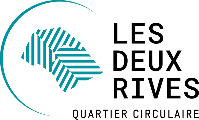 LES
DEUX
RIVES
QUARTIER CIRCULAIRE